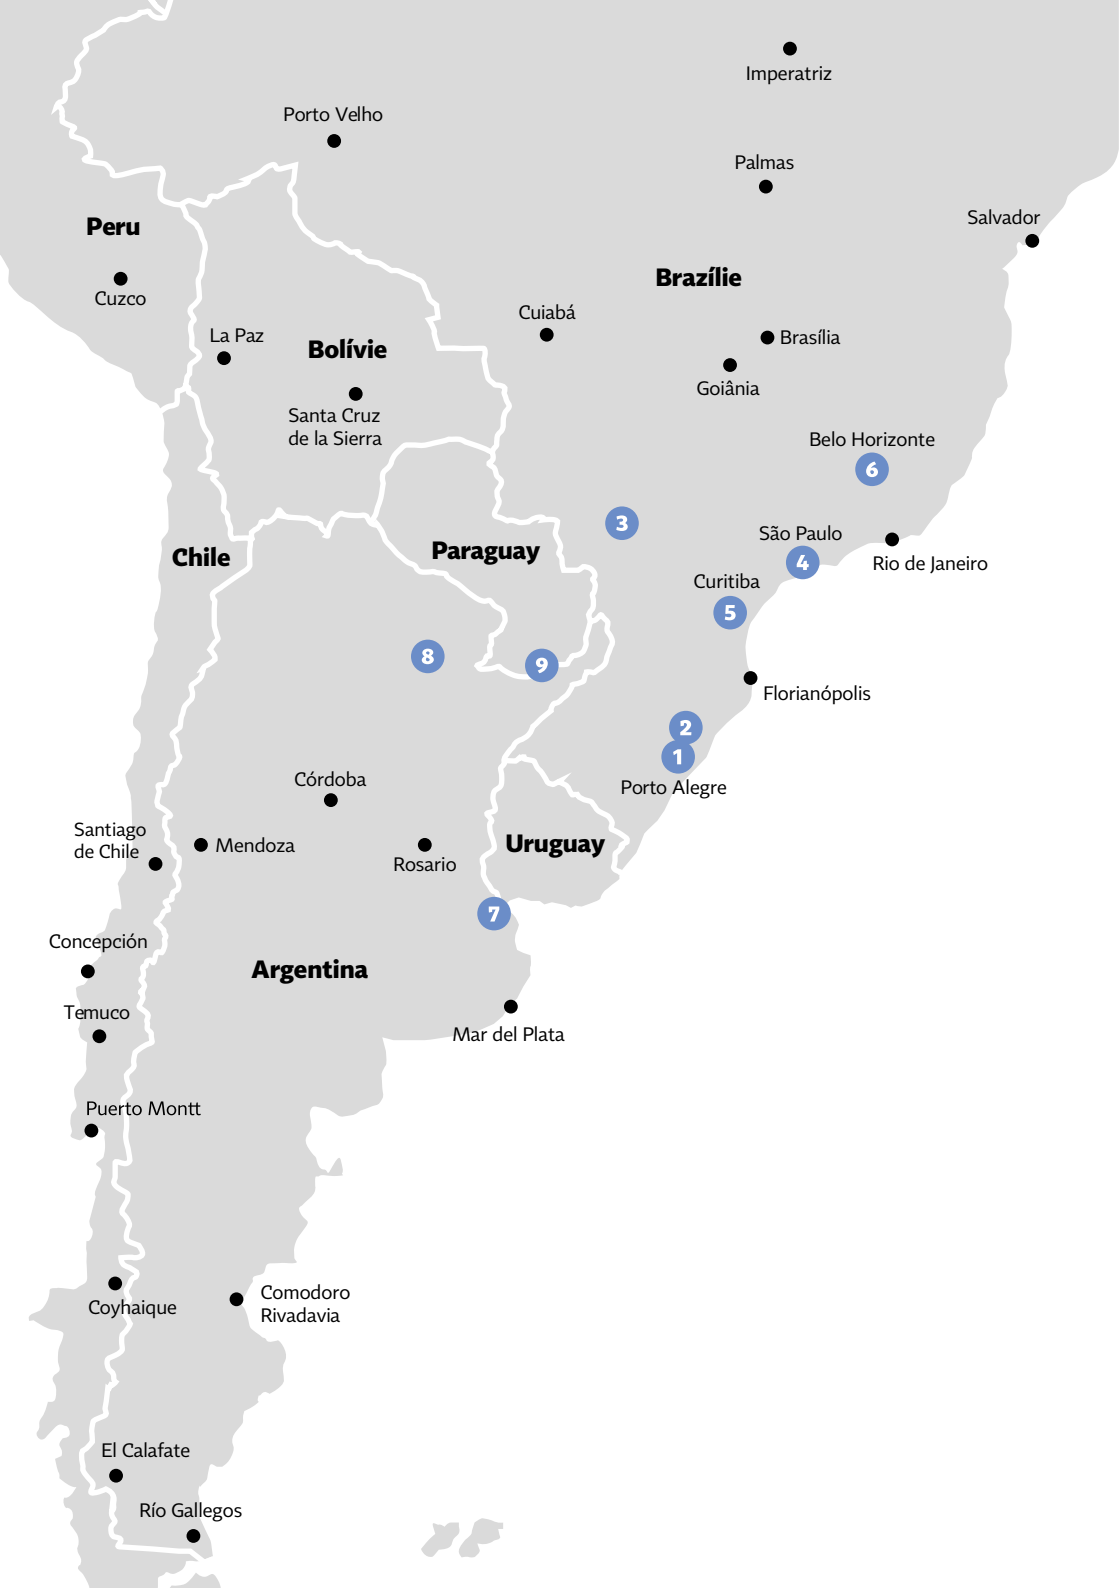 Imperatriz
Porto Velho
Palmas
Salvador
Peru
Brazílie
Cuzco
Cuiabá
La Paz
Brasília
Bolívie
Goiânia
Santa Cruz
de la Sierra
Belo Horizonte
6
3
São Paulo
4
Rio de Janeiro
Chile
Paraguay
Curitiba
5
8
9
Florianópolis
2
1
Porto Alegre
Córdoba
Santiago
de Chile
Mendoza
Rosario
Uruguay
7
Concepción
Argentina
Temuco
Mar del Plata
Puerto Montt
Coyhaique
Comodoro
Rivadavia
El Calafate
Río Gallegos